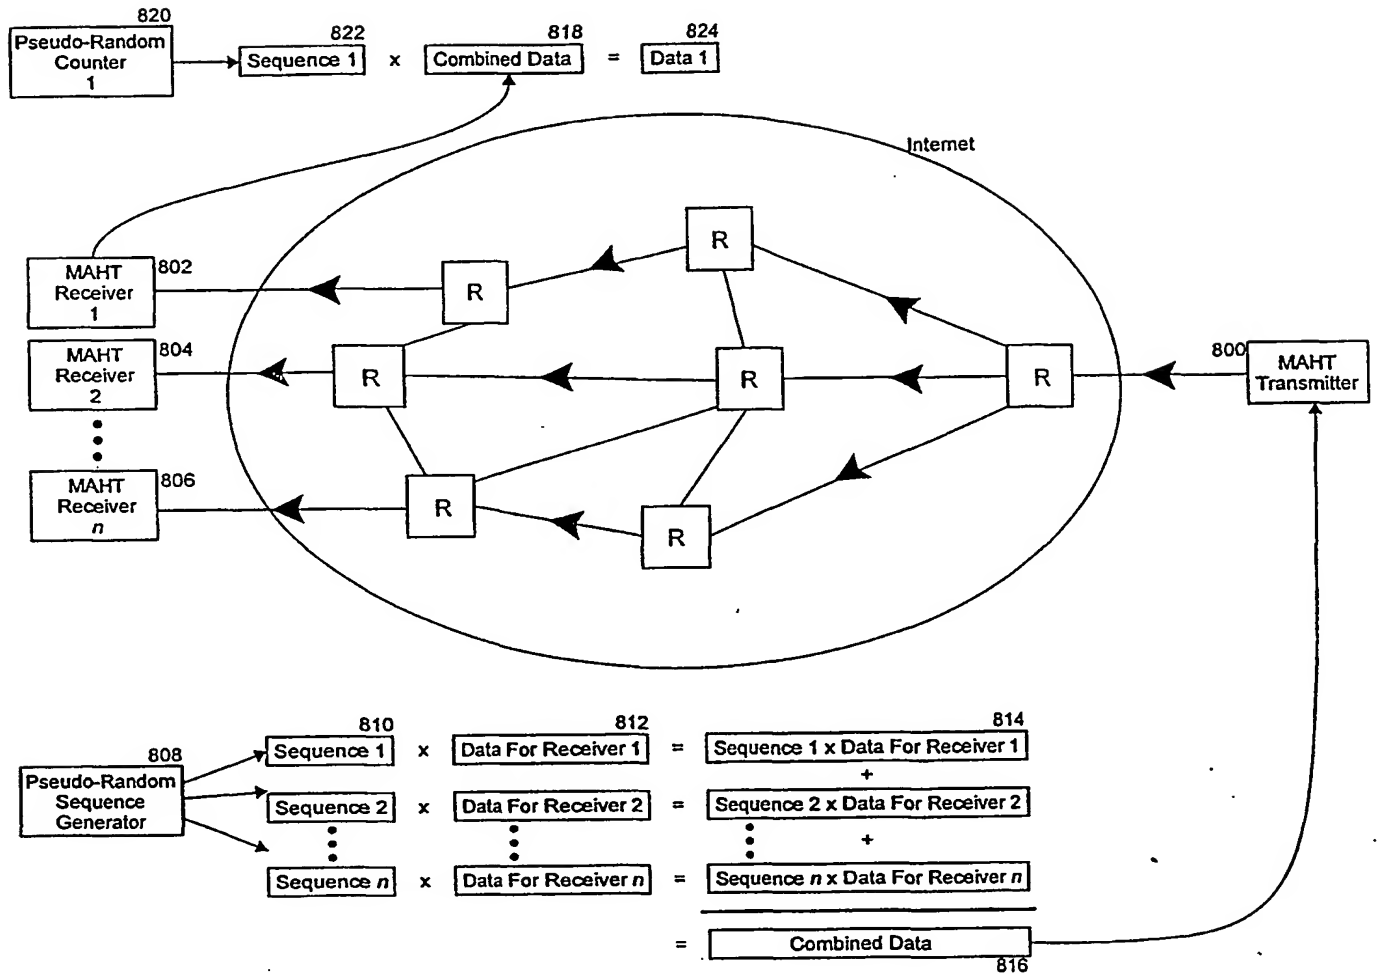 820
Pseudo-Random
Counter
1
822
Sequence 1
x
818
Combined Data
=
824
Data 1
Internet
R
R
MAHT
Receiver
1
802
MAHT
Receiver
2
804
R
R
R
800
MAHT
Transmitter
MAHT
Receiver
n
806
R
R
808
Pseudo-Random
Sequence
Generator
810
Sequence 1
x
812
Data For Receiver 1
=
814
Sequence 1 x Data For Receiver 1
+
Sequence 2
x
Data For Receiver 2
=
Sequence 2 x Data For Receiver 2
+
Sequence n
x
Data For Receiver n
=
Sequence n x Data For Receiver n
=
Combined Data
816